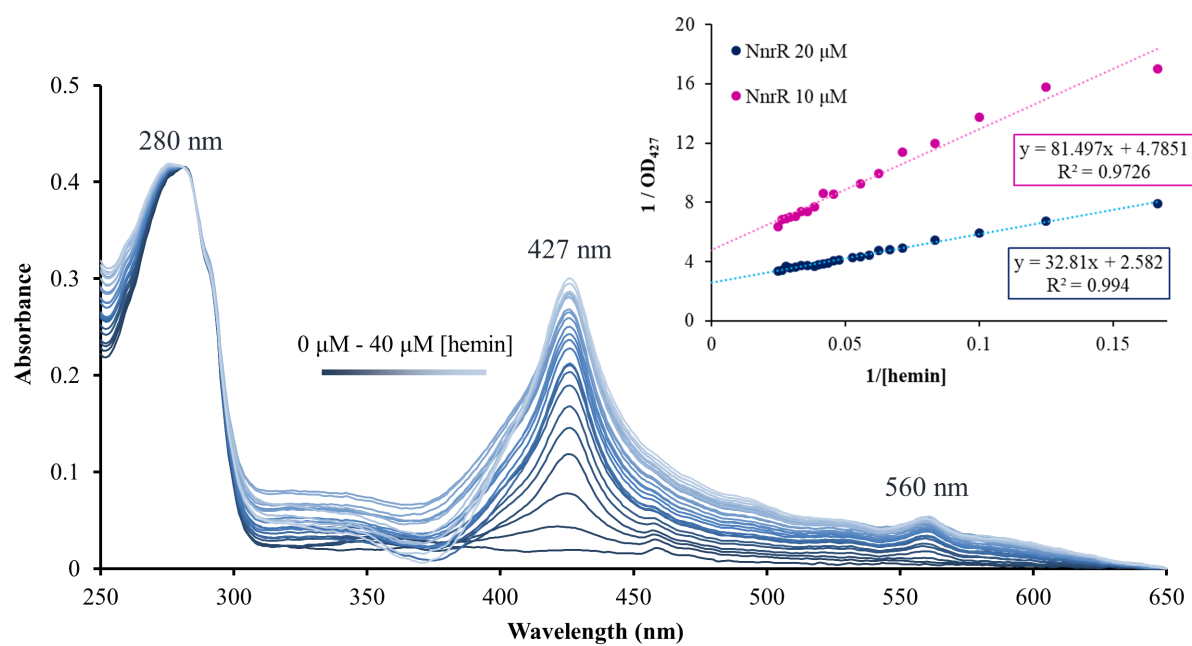 Absorbance
0.5
0.4
0.3
0.2
0.1
0
280 nm
427 nm
560 nm
0 μM - 40 μM [hemin]
250
300
350
400
450
500
550
600
650
Wavelength (nm)
1 / OD₄₂₇
20
16
12
8
4
0
NnrR 20 μM
NnrR 10 μM
y = 81.497x + 4.7851
R² = 0.9726
y = 32.81x + 2.582
R² = 0.994
0
0.05
0.1
0.15
1/[hemin]